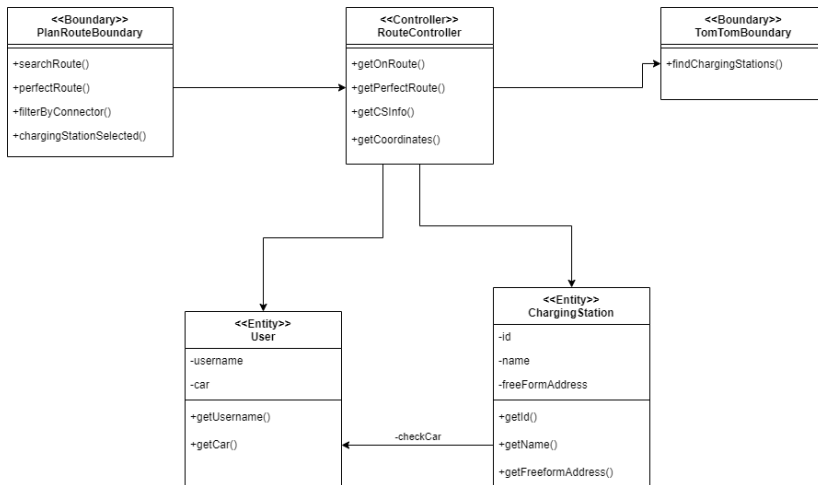 <<Boundary>>
PlanRouteBoundary
+searchRoute()
+perfectRoute()
+filterByConnector()
+chargingStationSelected()
<<Controller>>
RouteController
+getOnRoute()
+getPerfectRoute()
+getCSInfo()
+getCoordinates()
<<Boundary>>
TomTomBoundary
+findChargingStations()
<<Entity>>
User
-username
-car
+getUsername()
+getCar()
-checkCar
<<Entity>>
ChargingStation
-id
-name
-freeFormAddress
+getId()
+getName()
+getFreeformAddress()